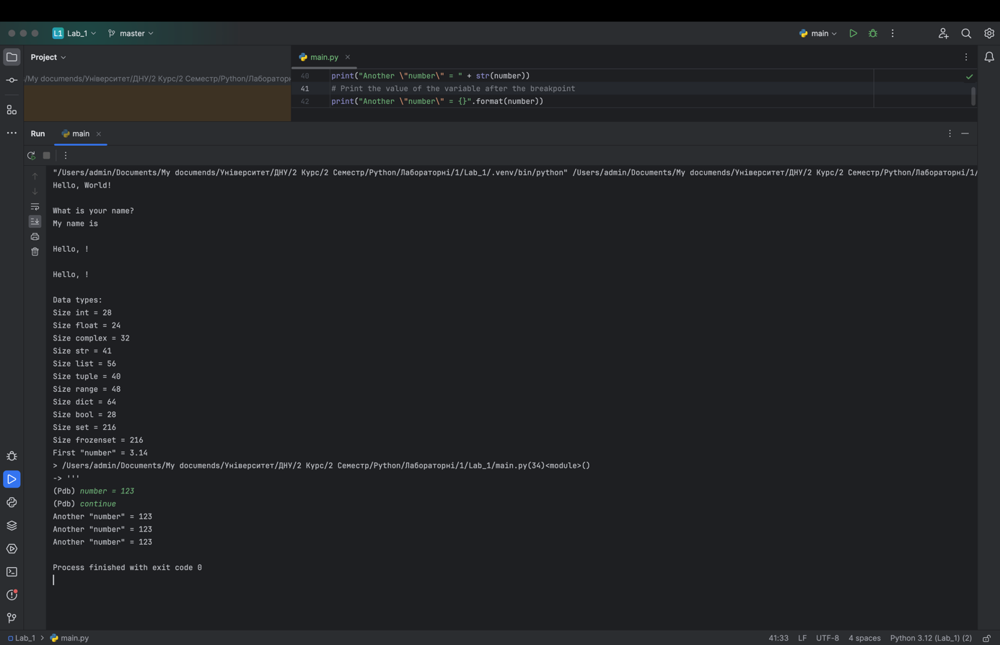 L1 Lab_1 master main
Project main.py
/My documends/Університет/ДНУ/2 Курс/2 Семестр/Python/Лабораторн
40 print("Another \"number\" = " + str(number))
41 # Print the value of the variable after the breakpoint
42 print("Another \"number\" = {}".format(number))
Run main
"/Users/admin/Documents/My documends/Університет/ДНУ/2 Курс/2 Семестр/Python/Лабораторні/1/Lab_1/.venv/bin/python" /Users/admin/Documents/My documends/Університет/ДНУ/2 Курс/2 Семестр/Python/Лабораторні/1/
Hello, World!
What is your name?
My name is
Hello, !
Hello, !
Data types:
Size int = 28
Size float = 24
Size complex = 32
Size str = 41
Size list = 56
Size tuple = 40
Size range = 48
Size dict = 64
Size bool = 28
Size set = 216
Size frozenset = 216
First "number" = 3.14
> /Users/admin/Documents/My documends/Університет/ДНУ/2 Курс/2 Семестр/Python/Лабораторні/1/Lab_1/main.py(34)<module>()
-> '''
(Pdb) number = 123
(Pdb) continue
Another "number" = 123
Another "number" = 123
Another "number" = 123
Process finished with exit code 0
Lab_1 > main.py 41:33 LF UTF-8 4 spaces Python 3.12 (Lab_1) (2)